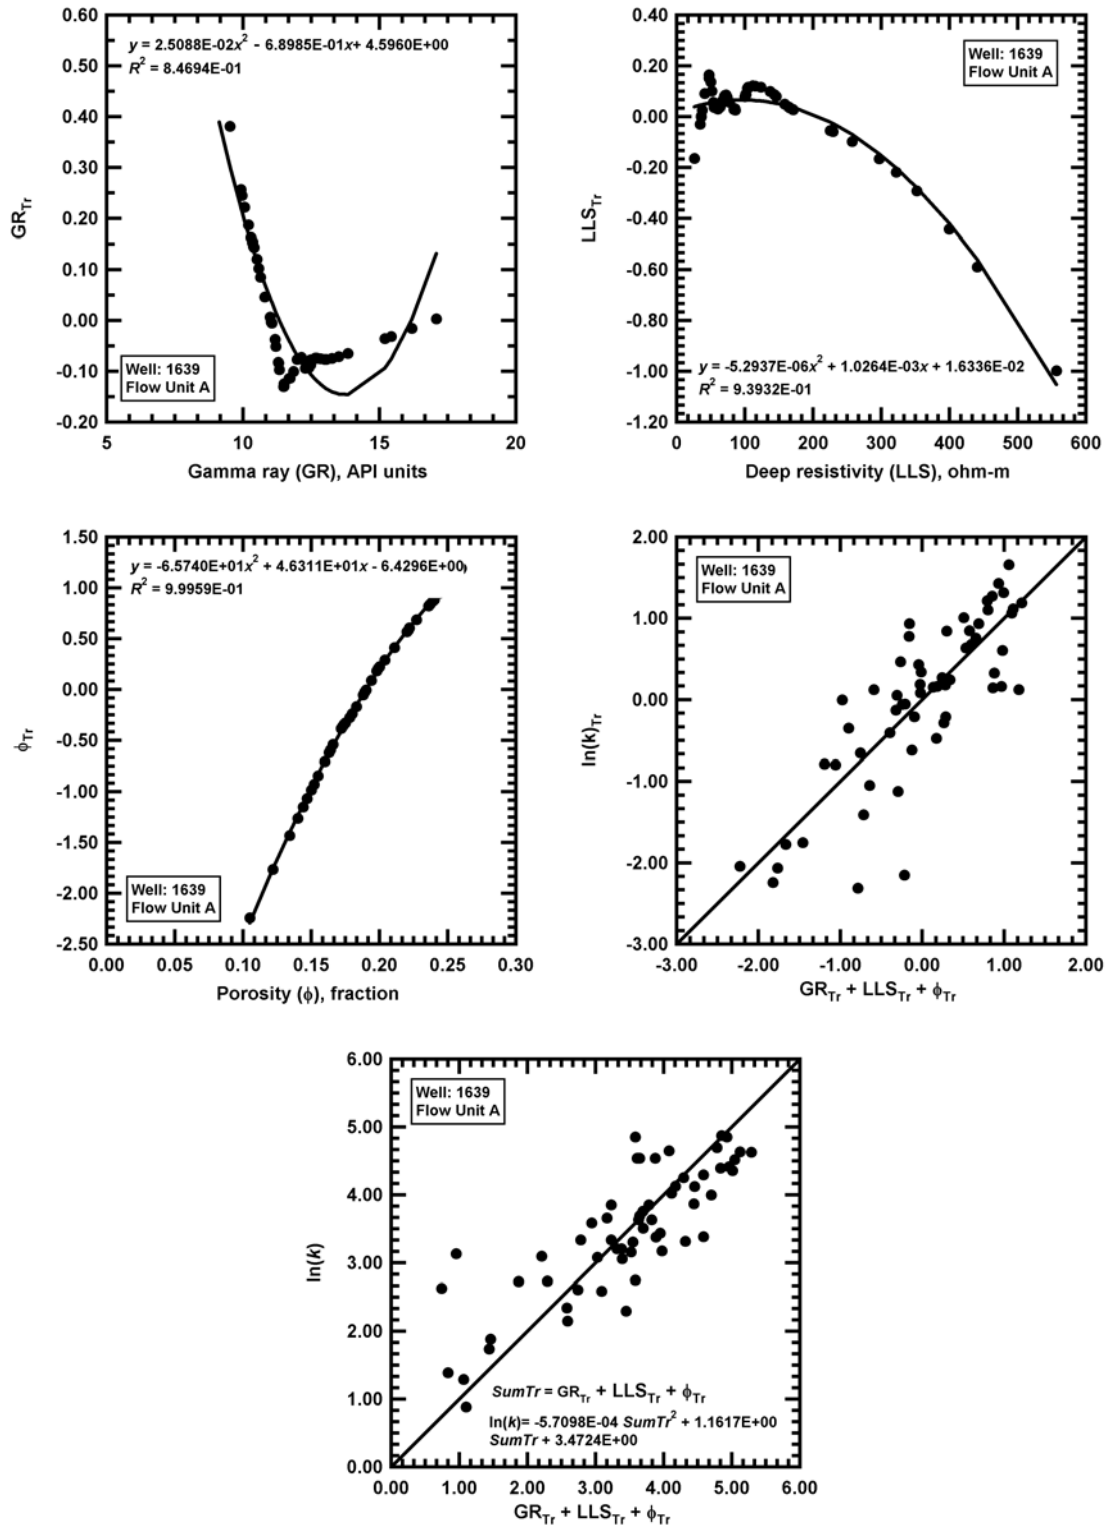 0.60
0.50
0.40
0.30
0.20
0.10
0.00
-0.10
-0.20
GR_Tr
y = 2.5088E-02x² - 6.8985E-01x+ 4.5960E+00
R² = 8.4694E-01
Well: 1639
Flow Unit A
5 10 15 20
Gamma ray (GR), API units
0.40
0.20
0.00
-0.20
-0.40
-0.60
-0.80
-1.00
-1.20
LLS_Tr
Well: 1639
Flow Unit A
y = -5.2937E-06x² + 1.0264E-03x + 1.6336E-02
R² = 9.3932E-01
0 100 200 300 400 500 600
Deep resistivity (LLS), ohm-m
1.50
1.00
0.50
0.00
-0.50
-1.00
-1.50
-2.00
-2.50
ϕ_Tr
y = -6.5740E+01x² + 4.6311E+01x - 6.4296E+00
R² = 9.9959E-01
Well: 1639
Flow Unit A
0.00 0.05 0.10 0.15 0.20 0.25 0.30
Porosity (ϕ), fraction
2.00
1.00
0.00
-1.00
-2.00
-3.00
ln(k)_Tr
Well: 1639
Flow Unit A
-3.00 -2.00 -1.00 0.00 1.00 2.00
GR_Tr + LLS_Tr + ϕ_Tr
6.00
5.00
4.00
3.00
2.00
1.00
0.00
ln(k)
Well: 1639
Flow Unit A
SumTr = GR_Tr + LLS_Tr + ϕ_Tr
ln(k)= -5.7098E-04 SumTr² + 1.1617E+00
SumTr + 3.4724E+00
0.00 1.00 2.00 3.00 4.00 5.00 6.00
GR_Tr + LLS_Tr + ϕ_Tr